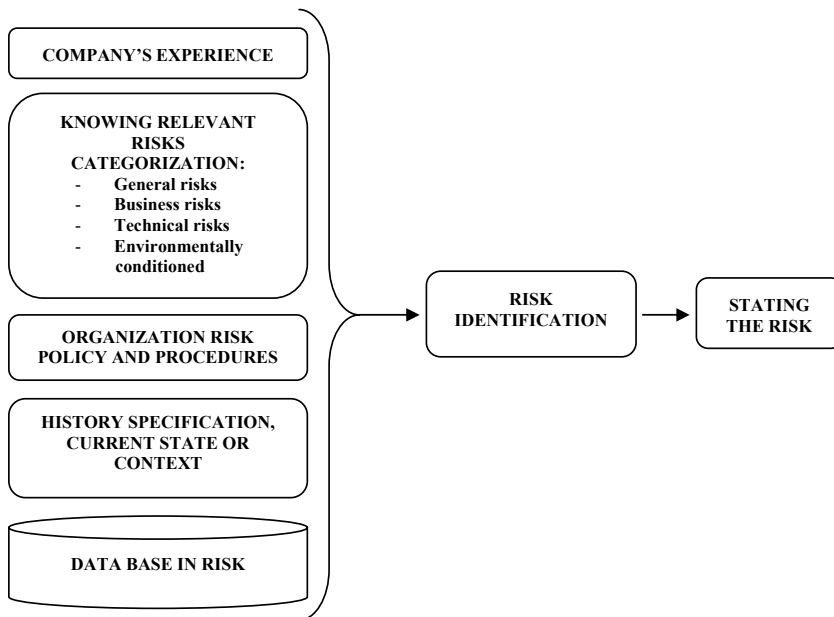 COMPANY'S EXPERIENCE
KNOWING RELEVANT
RISKS
CATEGORIZATION:
- General risks
- Business risks
- Technical risks
- Environmentally
conditioned
ORGANIZATION RISK
POLICY AND PROCEDURES
HISTORY SPECIFICATION,
CURRENT STATE OR
CONTEXT
DATA BASE IN RISK
RISK
IDENTIFICATION
STATING
THE RISK